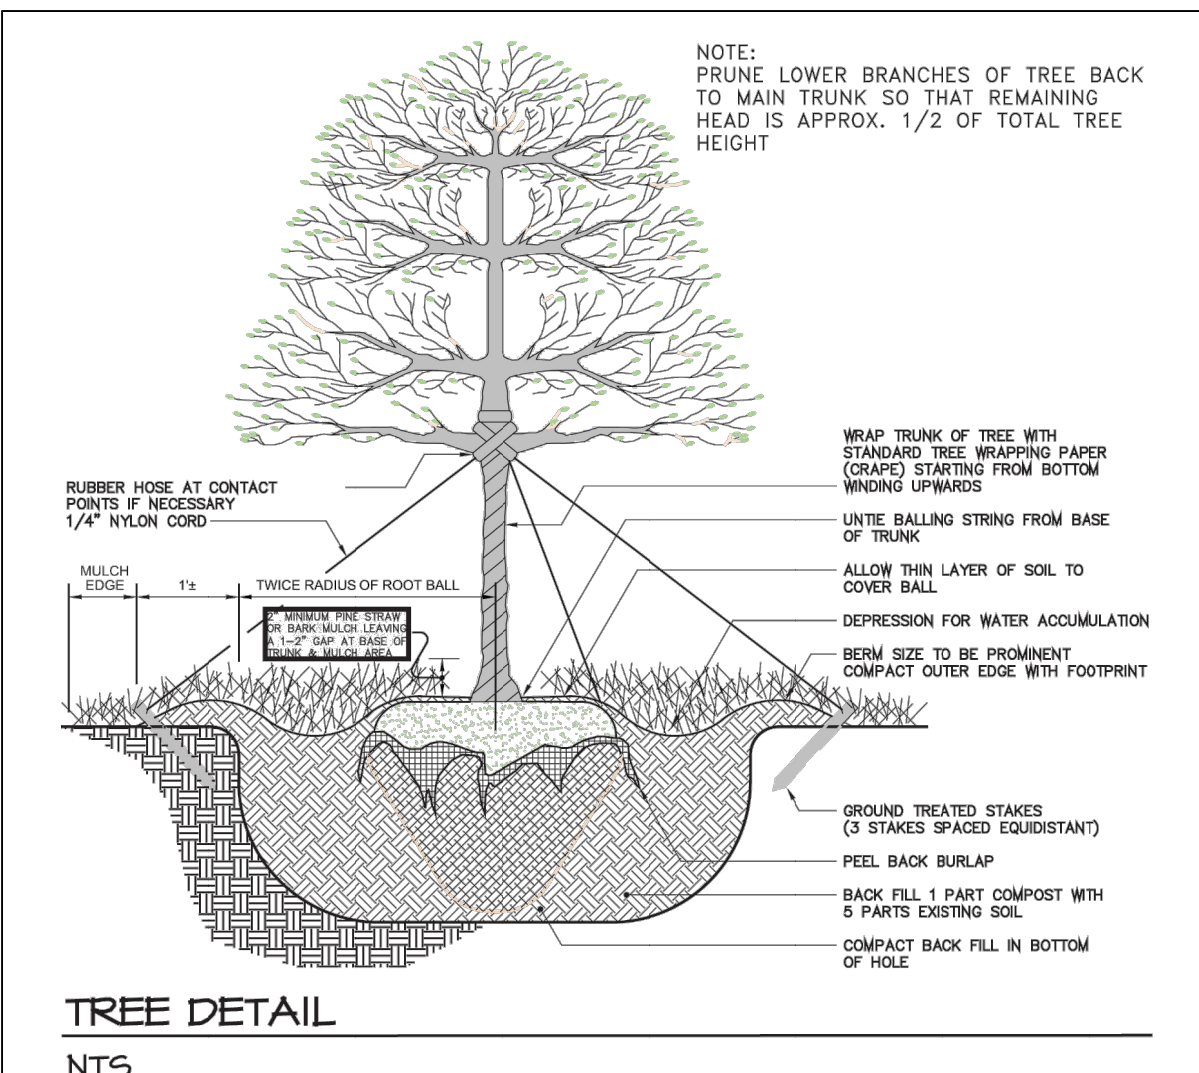 NOTE:
PRUNE LOWER BRANCHES OF TREE BACK
TO MAIN TRUNK SO THAT REMAINING
HEAD IS APPROX. 1/2 OF TOTAL TREE
HEIGHT
WRAP TRUNK OF TREE WITH
STANDARD TREE WRAPPING PAPER
(CRAPE) STARTING FROM BOTTOM
WINDING UPWARDS
RUBBER HOSE AT CONTACT
POINTS IF NECESSARY
1/4" NYLON CORD
UNTIE BALLING STRING FROM BASE
OF TRUNK
MULCH
EDGE
1'±
TWICE RADIUS OF ROOT BALL
ALLOW THIN LAYER OF SOIL TO
COVER BALL
2" MINIMUM PINE STRAW
OR BARK MULCH LEAVING
A 1-2" GAP AT BASE OF
TRUNK & MULCH AREA
DEPRESSION FOR WATER ACCUMULATION
BERM SIZE TO BE PROMINENT
COMPACT OUTER EDGE WITH FOOTPRINT
GROUND TREATED STAKES
(3 STAKES SPACED EQUIDISTANT)
PEEL BACK BURLAP
BACK FILL 1 PART COMPOST WITH
5 PARTS EXISTING SOIL
COMPACT BACK FILL IN BOTTOM
OF HOLE
TREE DETAIL
NTS